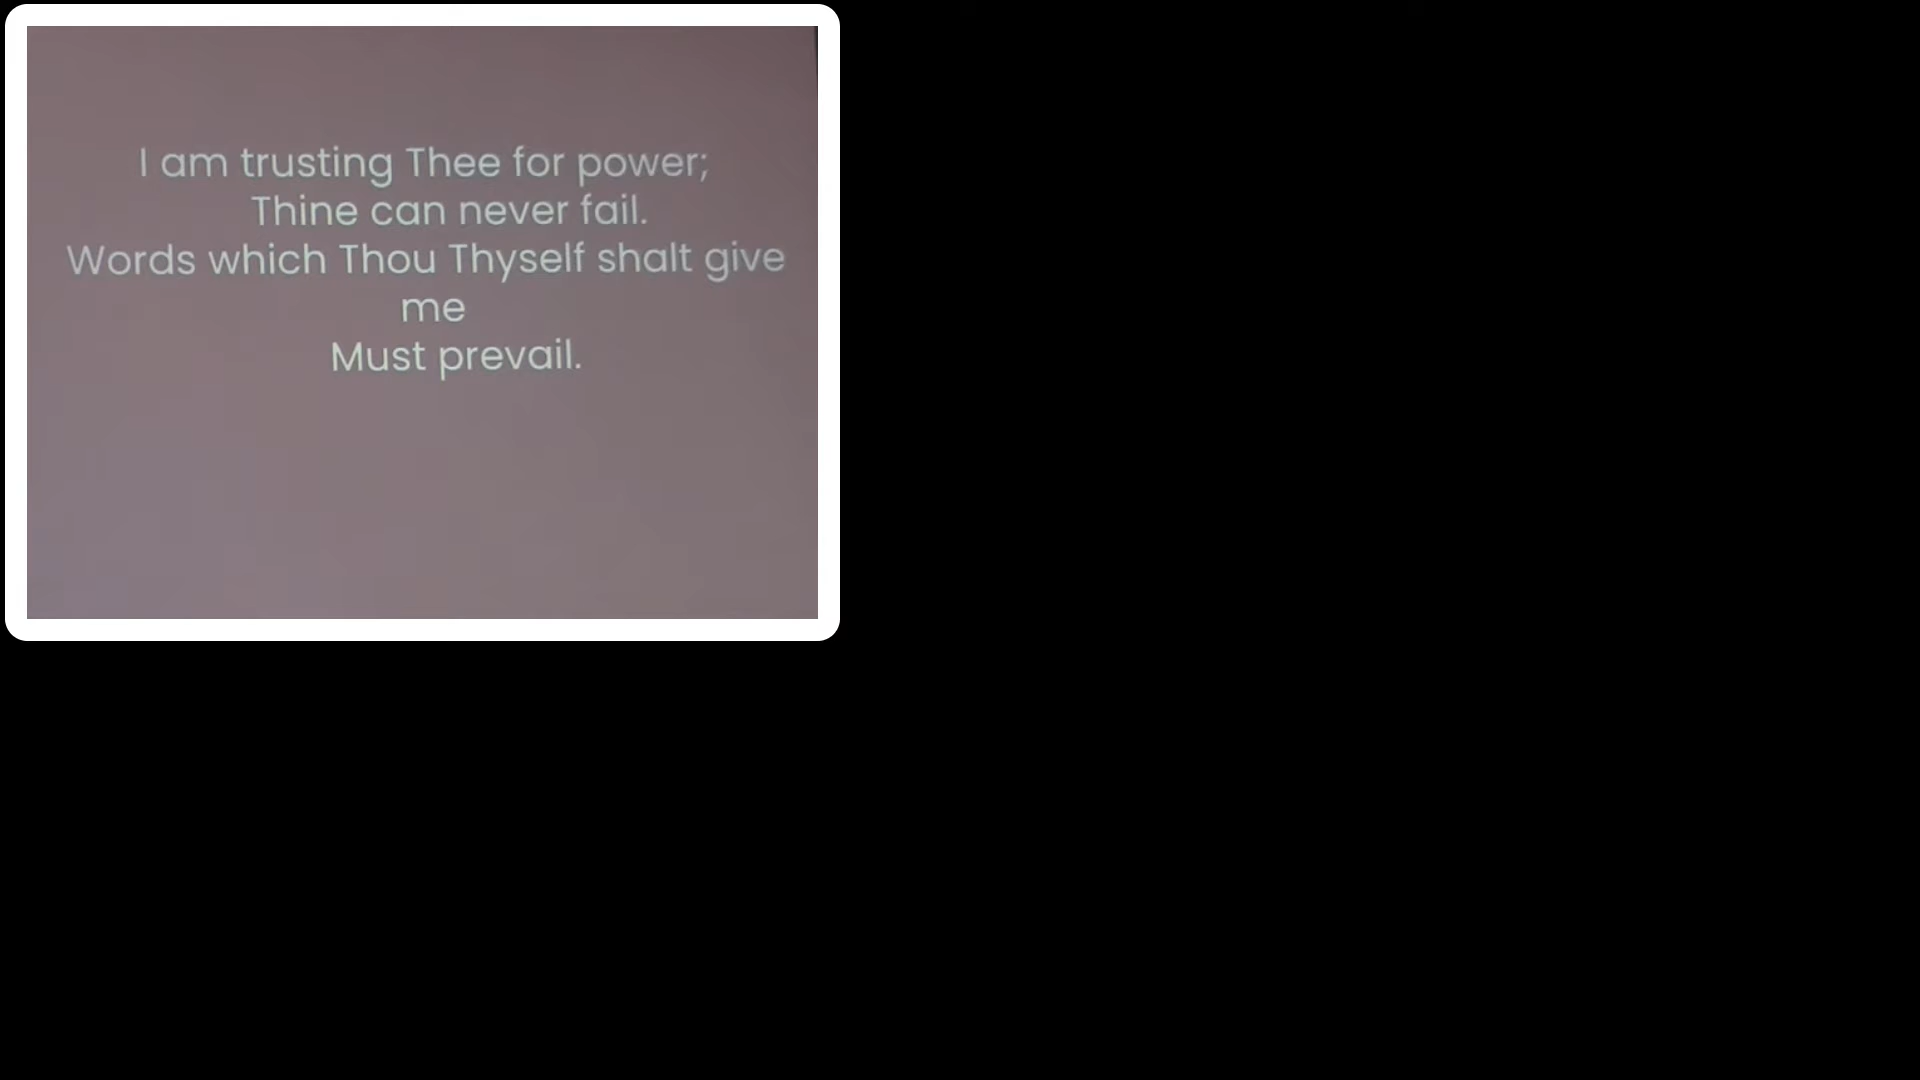 I am trusting Thee for power;
Thine can never fail.
Words which Thou Thyself shalt give
me
Must prevail.